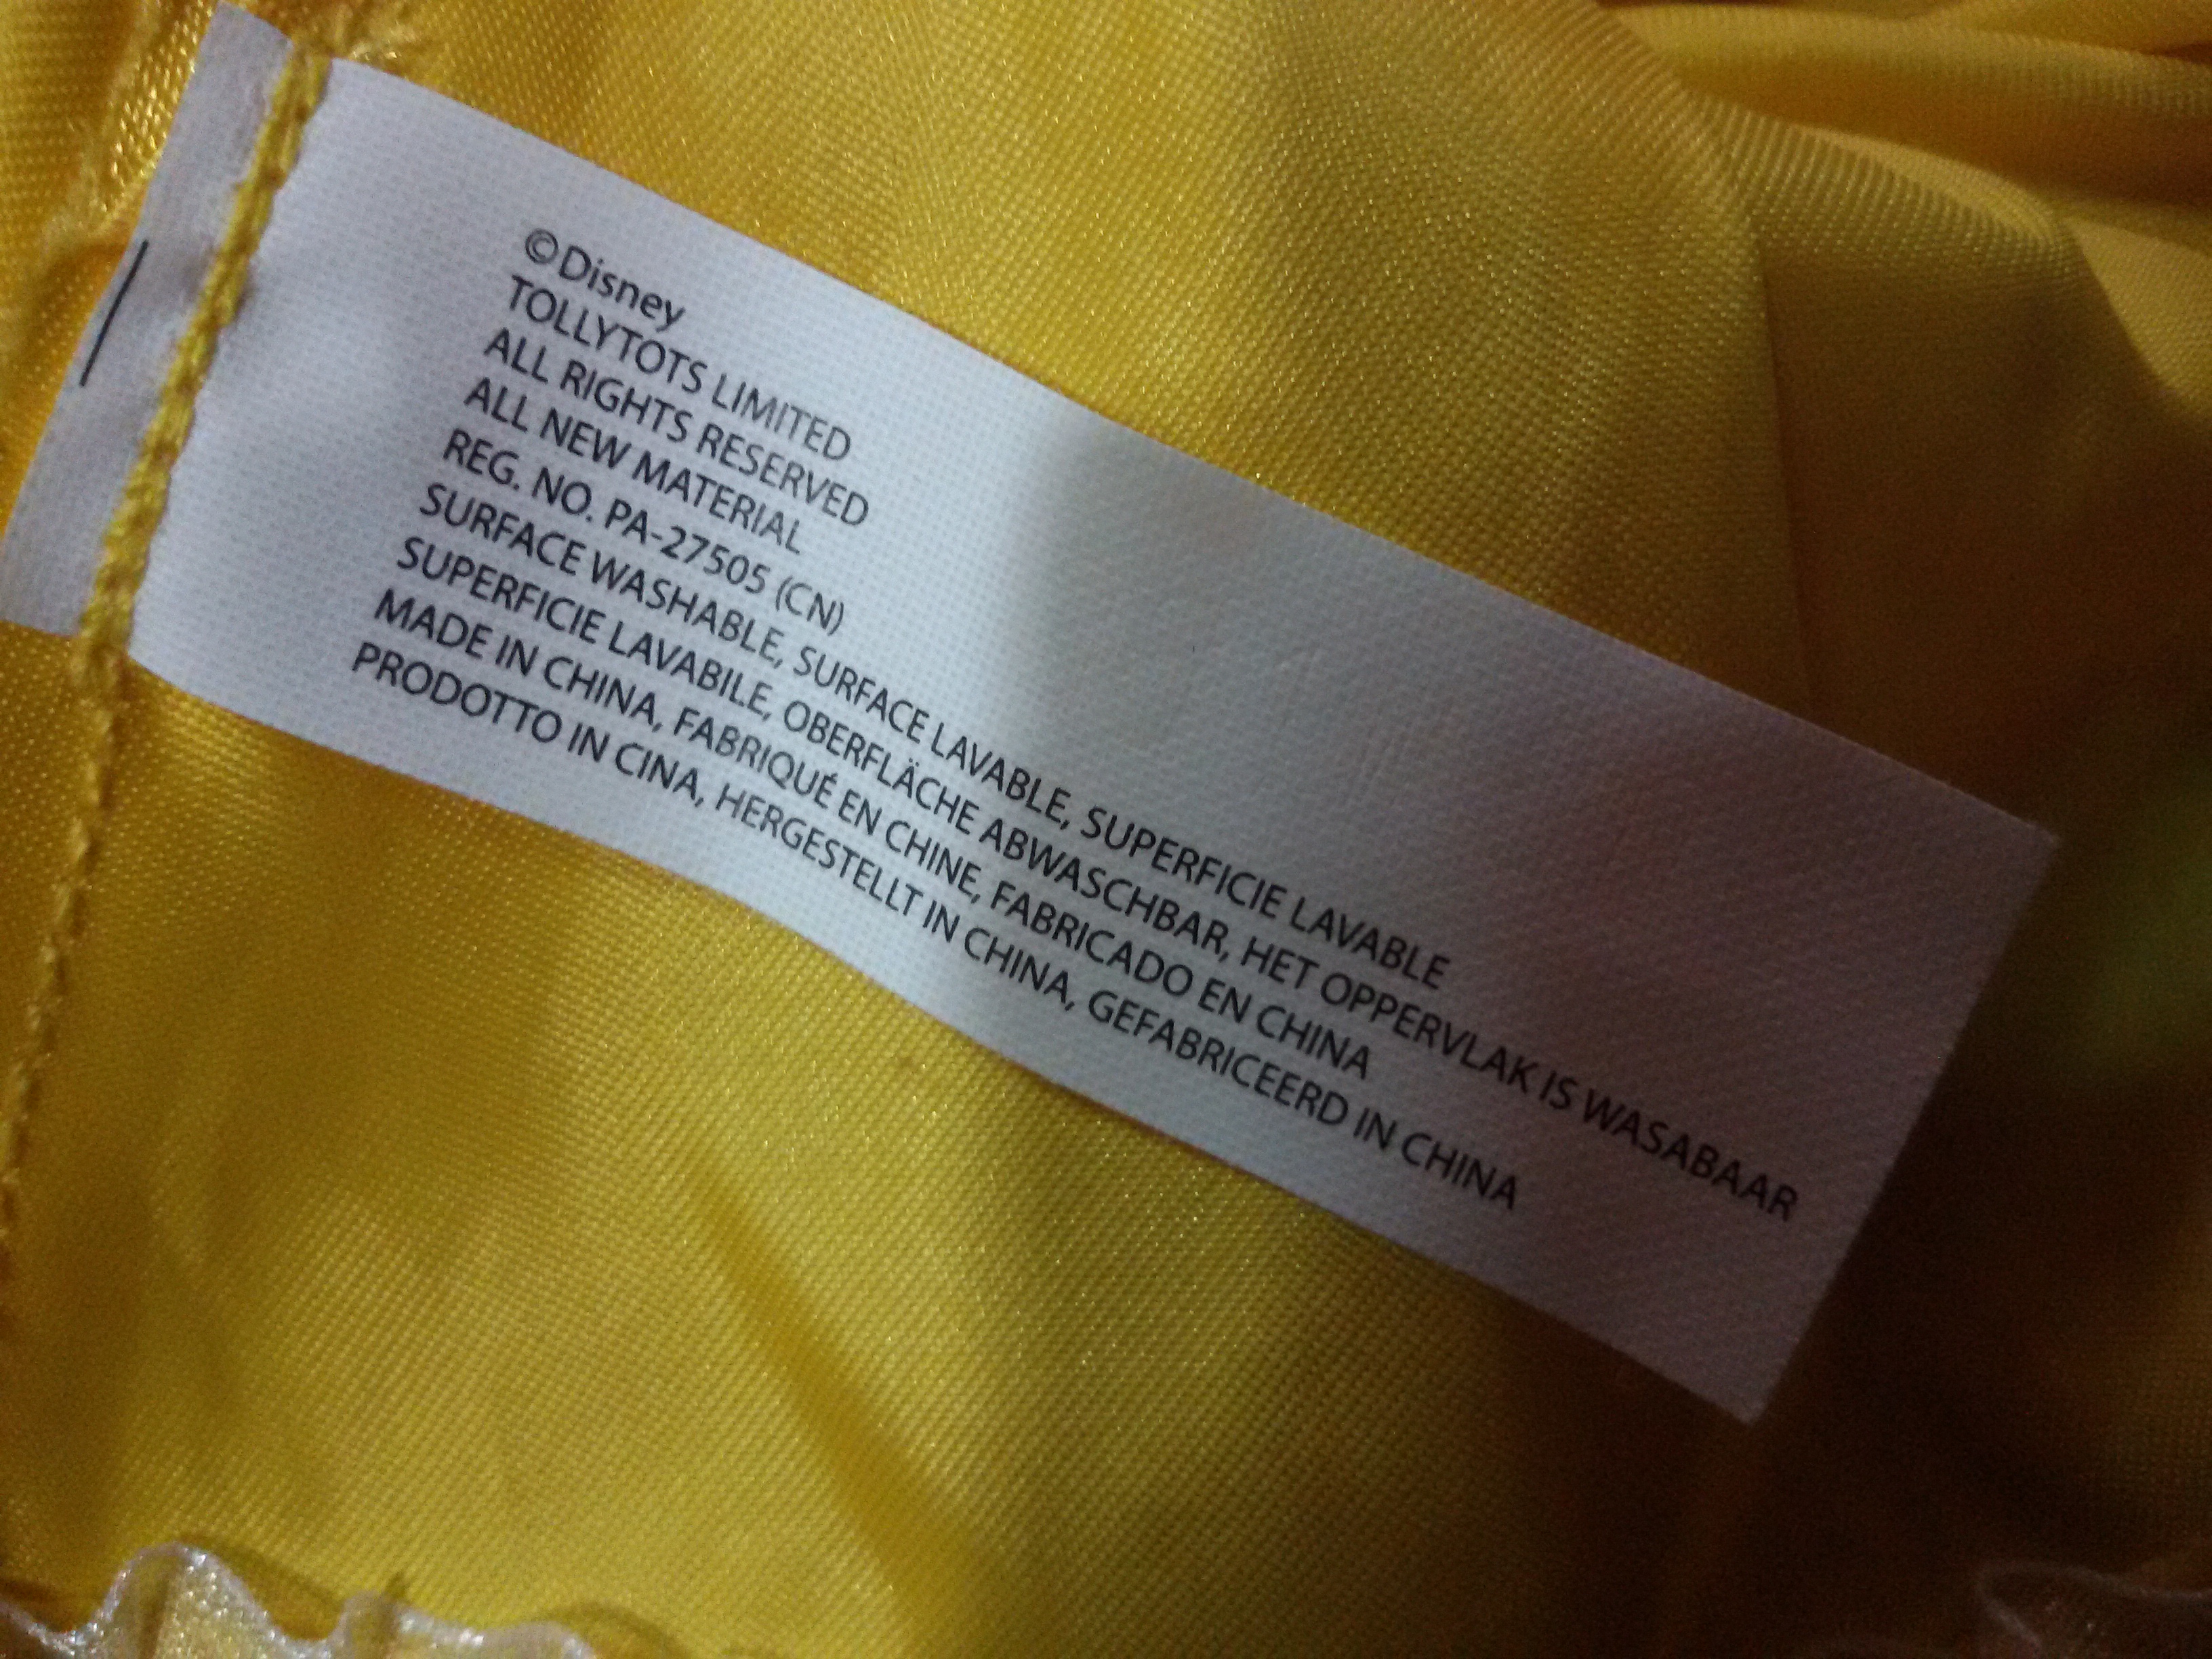 ©Disney
TOLLYTOTS LIMITED
ALL RIGHTS RESERVED
ALL NEW MATERIAL
REG. NO. PA-27505 (CN)
SURFACE WASHABLE, SURFACE LAVABLE, SUPERFICIE LAVABLE
SUPERFICIE LAVABILE, OBERFLÄCHE ABWASCHBAR, HET OPPERVLAK IS WASABAAR
MADE IN CHINA, FABRIQUÉ EN CHINE, FABRICADO EN CHINA
PRODOTTO IN CINA, HERGESTELLT IN CHINA, GEFABRICEERD IN CHINA